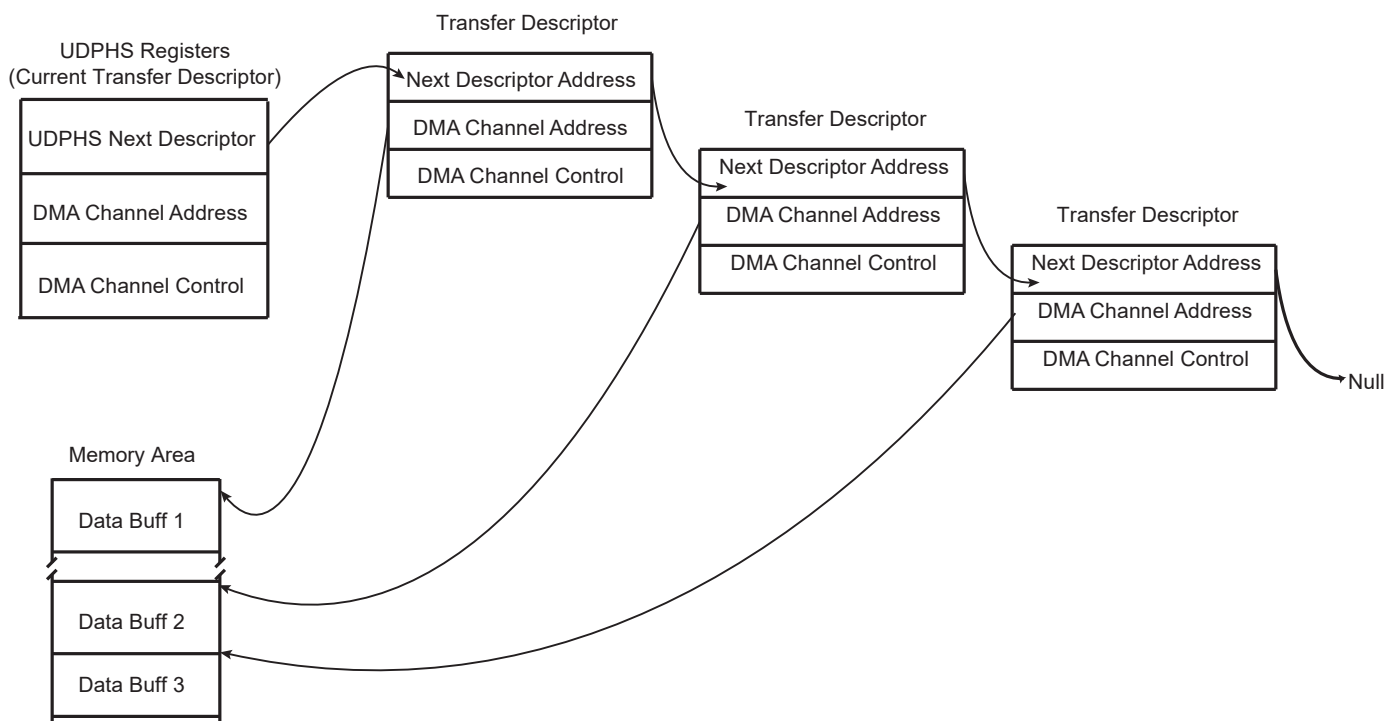 UDPHS Registers
(Current Transfer Descriptor)
UDPHS Next Descriptor
DMA Channel Address
DMA Channel Control
Transfer Descriptor
Next Descriptor Address
DMA Channel Address
DMA Channel Control
Transfer Descriptor
Next Descriptor Address
DMA Channel Address
DMA Channel Control
Transfer Descriptor
Next Descriptor Address
DMA Channel Address
DMA Channel Control
Null
Memory Area
Data Buff 1
Data Buff 2
Data Buff 3